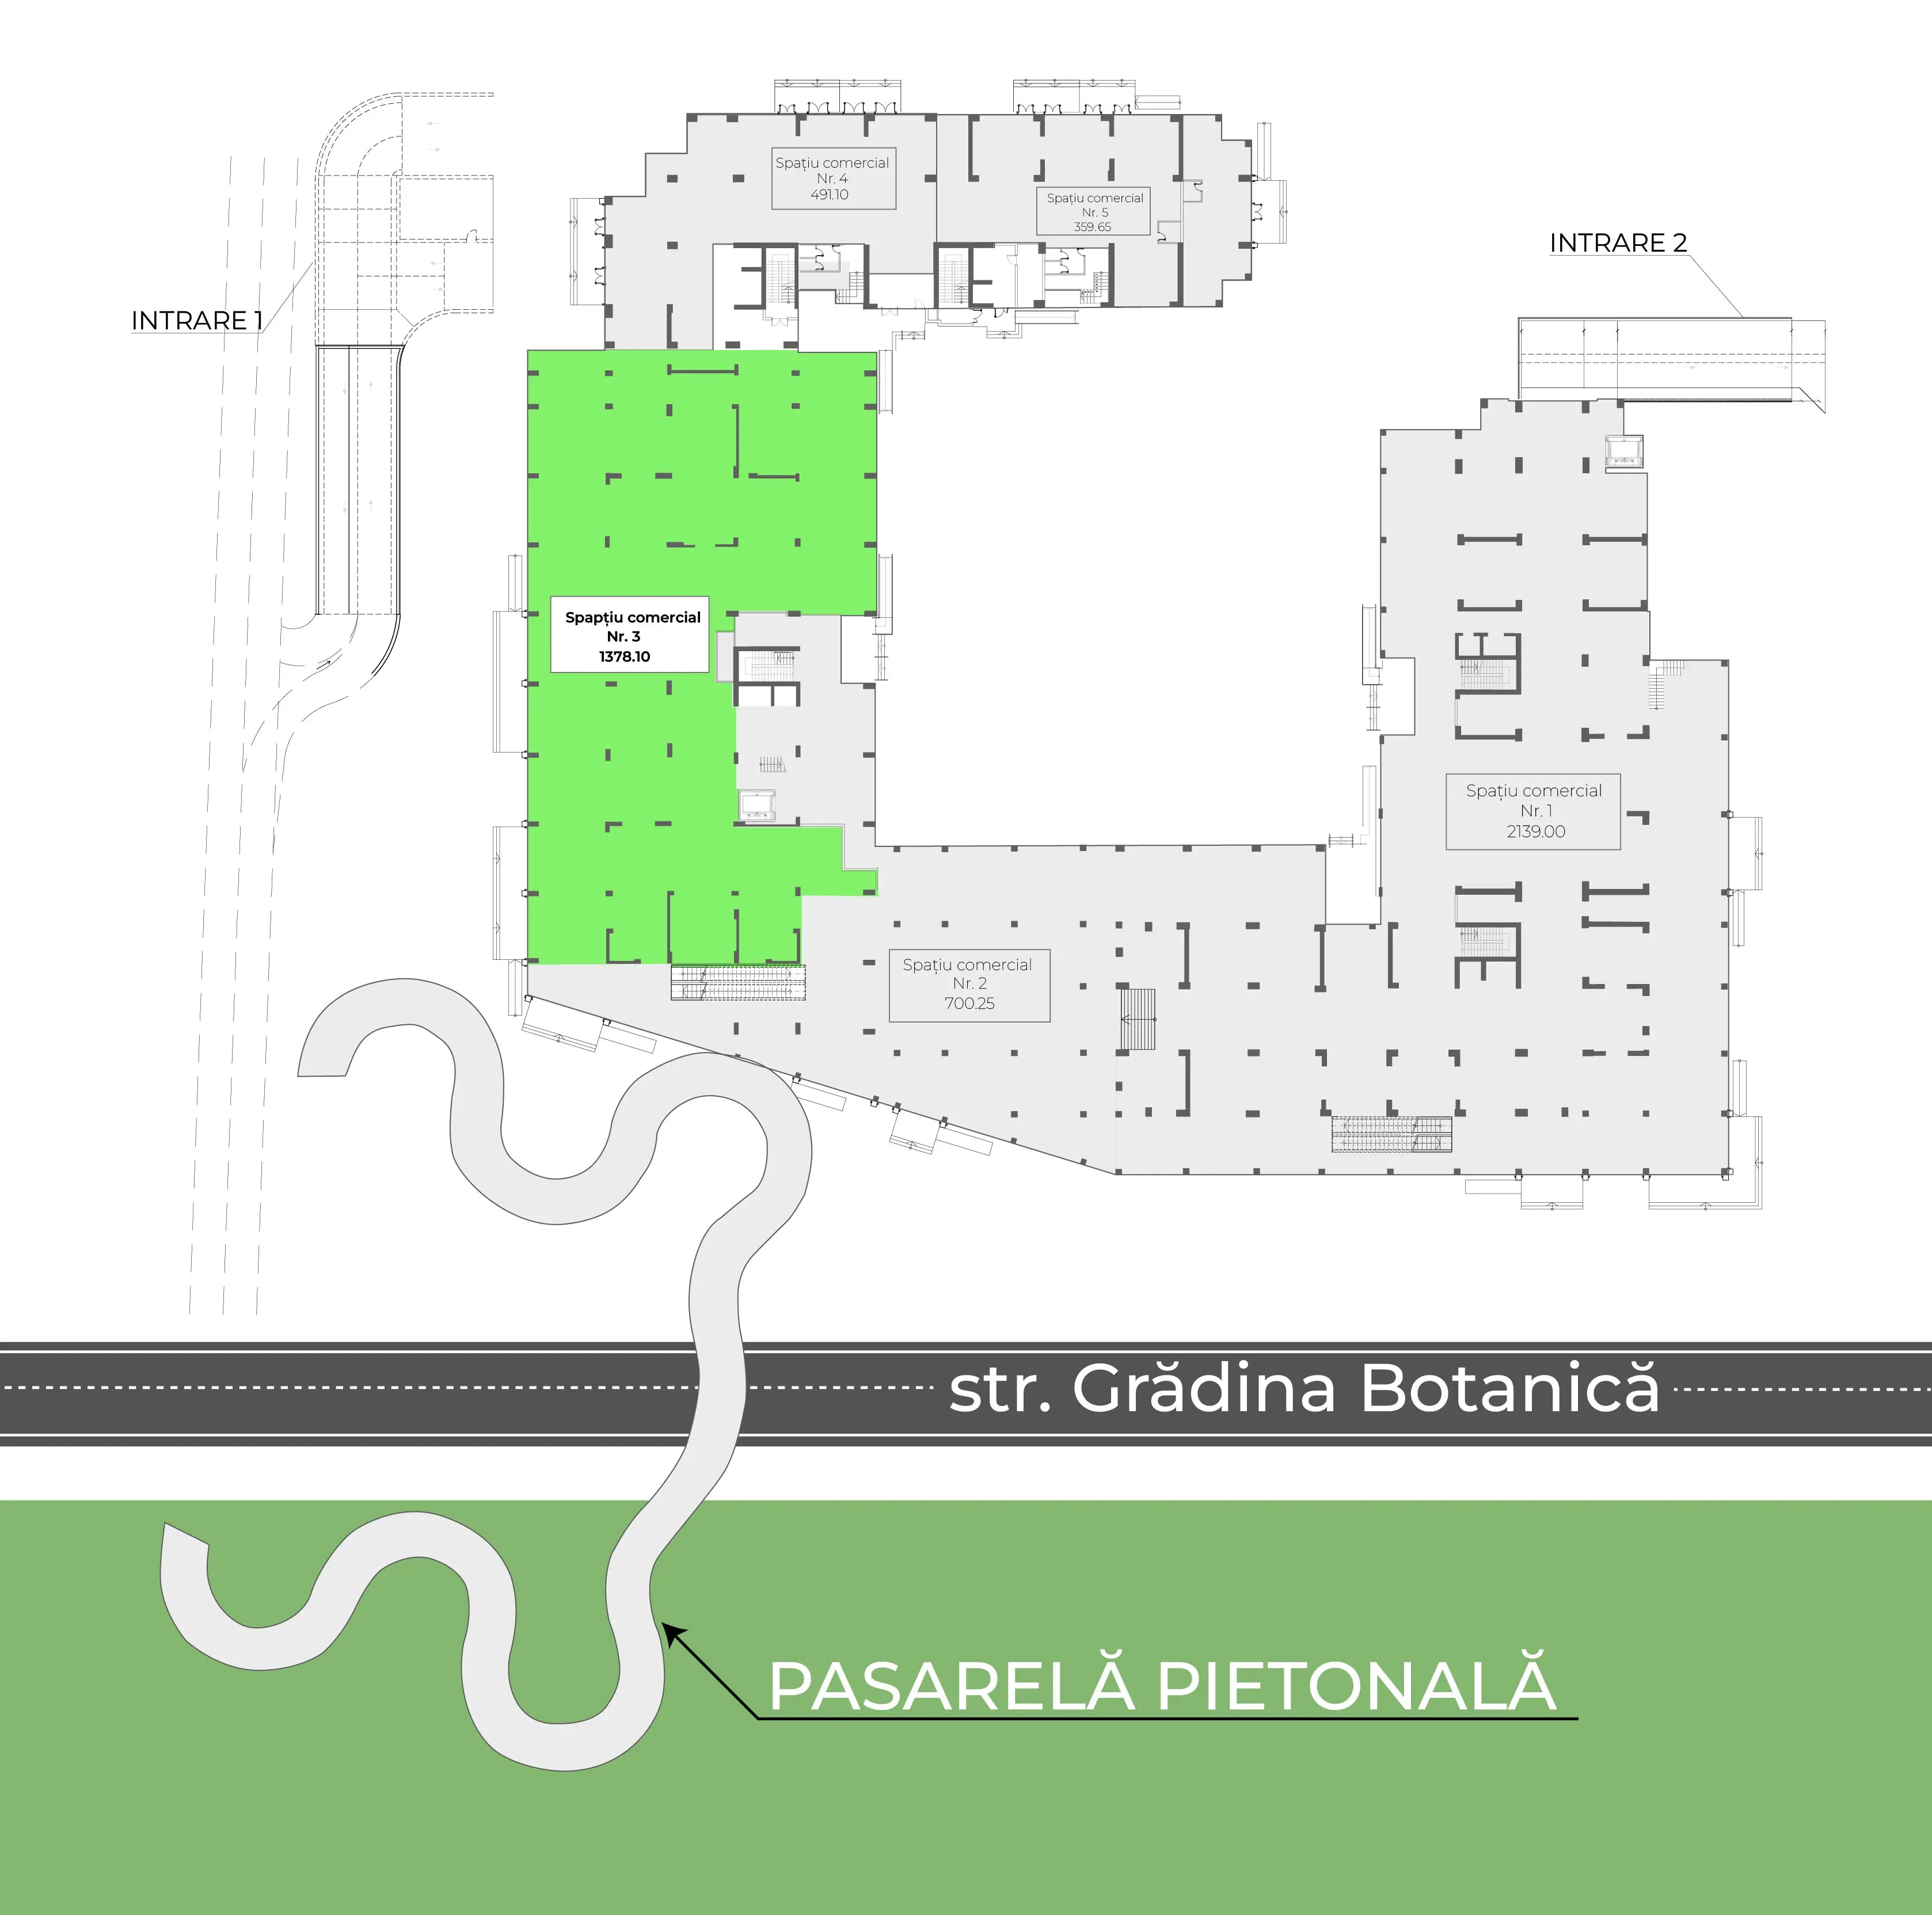 Spațiu comercial
Nr. 4
491.10
Spațiu comercial
Nr. 5
359.65
INTRARE 2
INTRARE 1
Spapțiu comercial
Nr. 3
1378.10
Spațiu comercial
Nr. 1
2139.00
Spațiu comercial
Nr. 2
700.25
str. Grădina Botanică
PASARELĂ PIETONALĂ